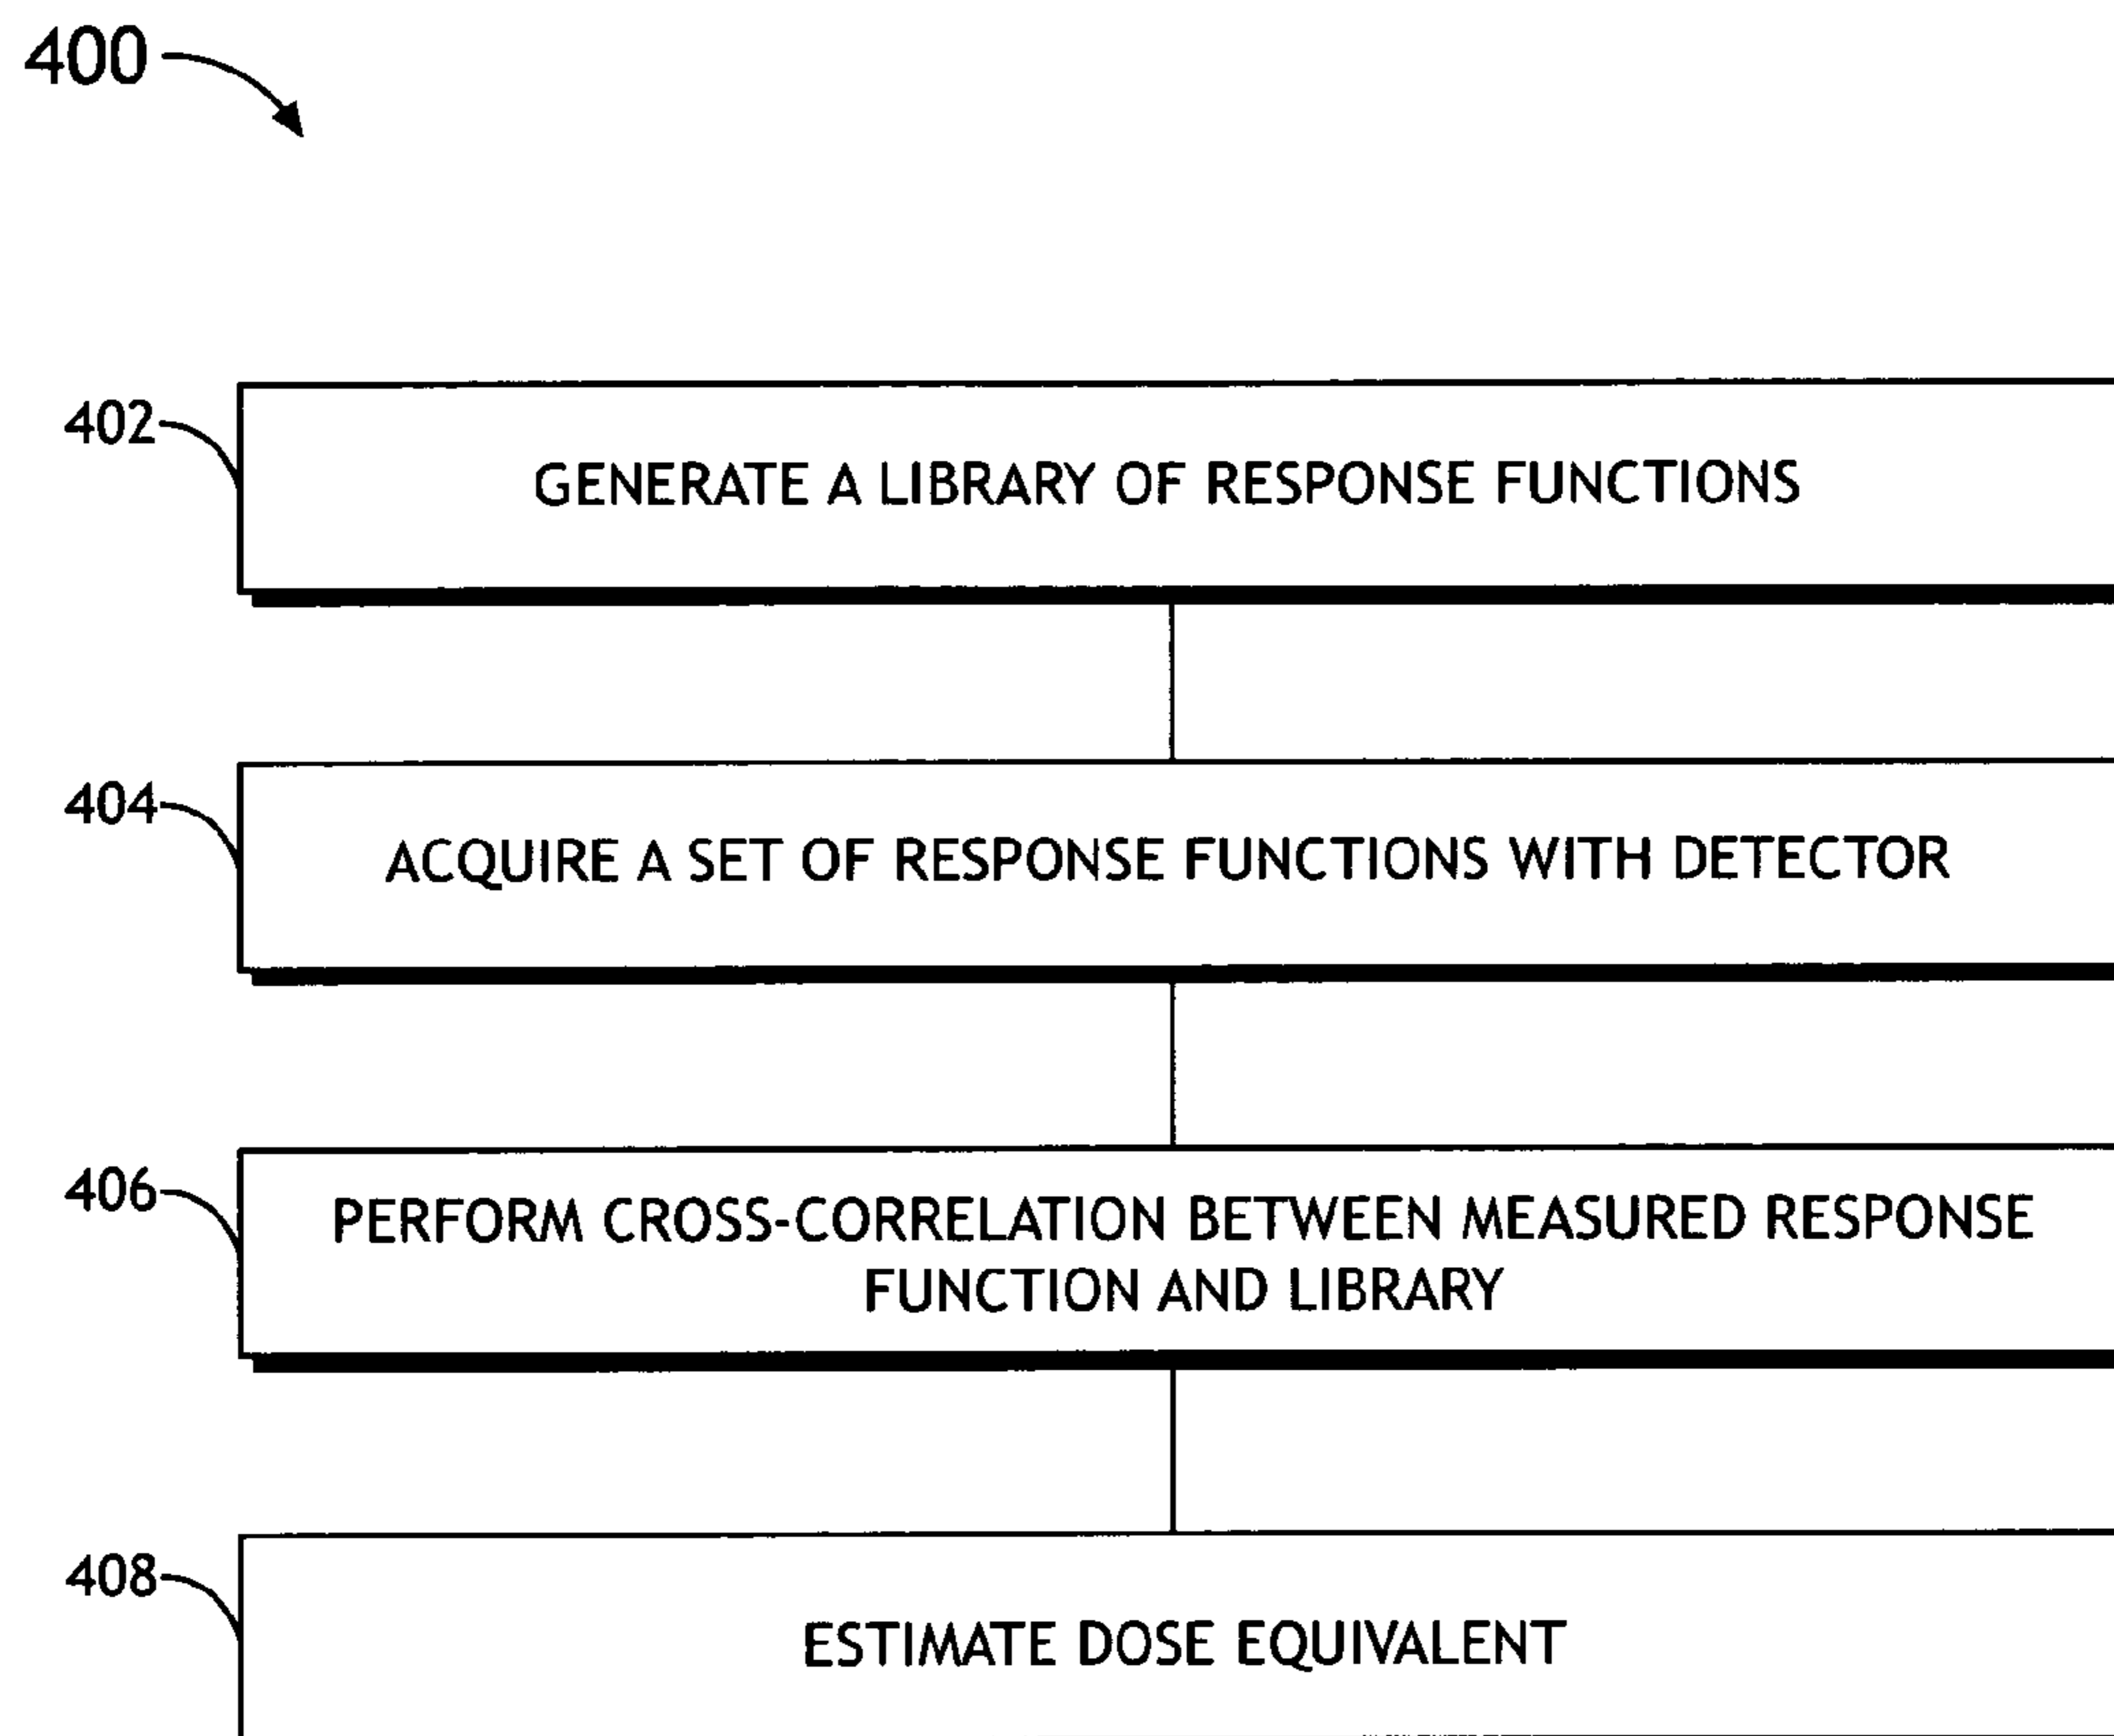 400
402
GENERATE A LIBRARY OF RESPONSE FUNCTIONS
404
ACQUIRE A SET OF RESPONSE FUNCTIONS WITH DETECTOR
406
PERFORM CROSS-CORRELATION BETWEEN MEASURED RESPONSE
FUNCTION AND LIBRARY
408
ESTIMATE DOSE EQUIVALENT